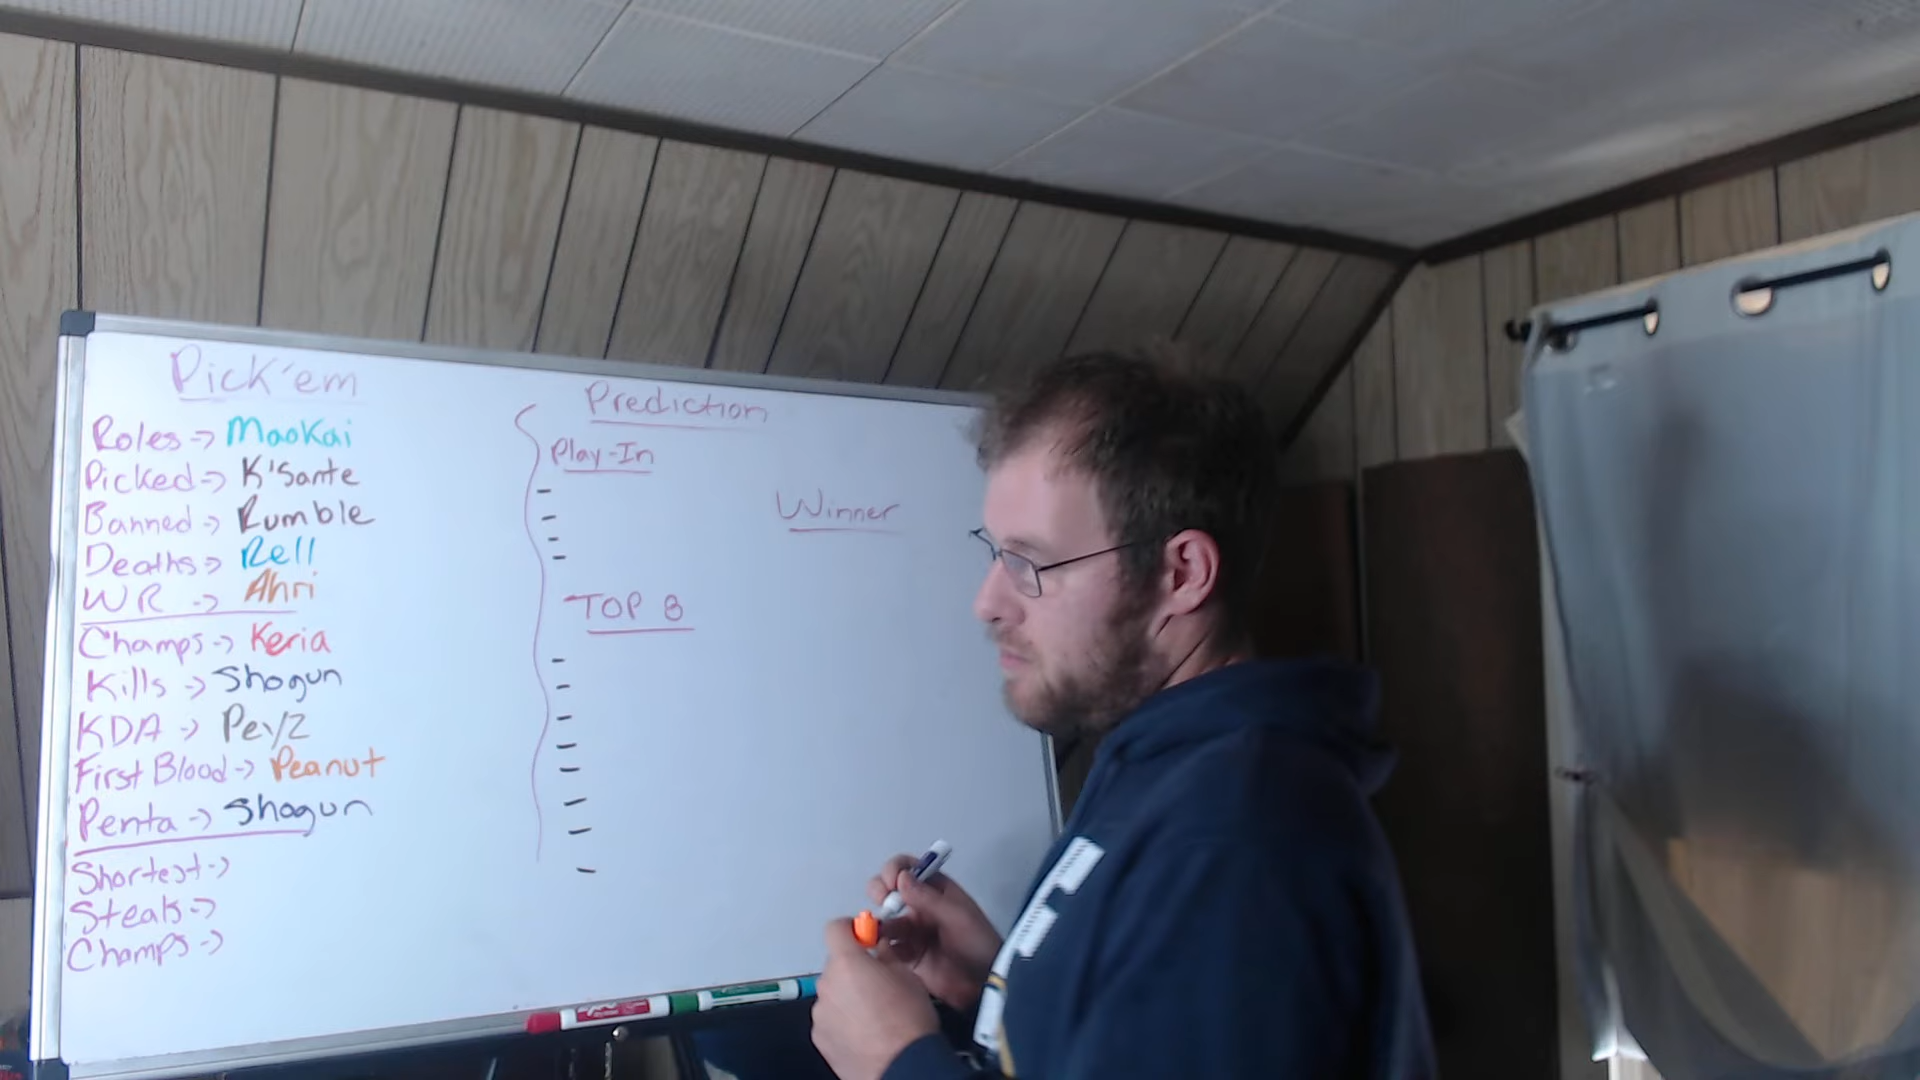 Pick'em
Roles -> Maokai
Picked -> K'Sante
Banned -> Rumble
Deaths -> Rell
WR -> Ahri
Champs -> Keria
Kills -> Shogun
KDA -> Peyz
First Blood -> Peanut
Penta -> Shogun
Shortest ->
Steals ->
Champs ->
Prediction
Play-In
Winner
TOP 8